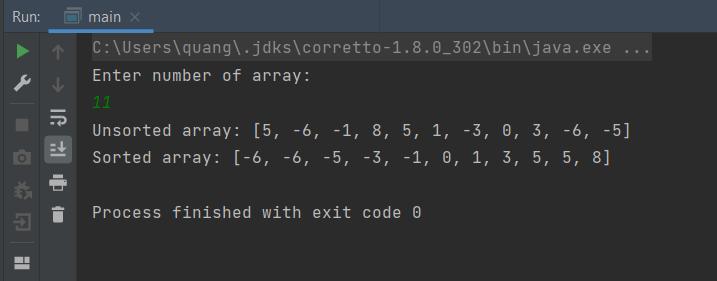 Run: main
C:\Users\quang\.jdks\corretto-1.8.0_302\bin\java.exe ...
Enter number of array:
11
Unsorted array: [5, -6, -1, 8, 5, 1, -3, 0, 3, -6, -5]
Sorted array: [-6, -6, -5, -3, -1, 0, 1, 3, 5, 5, 8]
Process finished with exit code 0